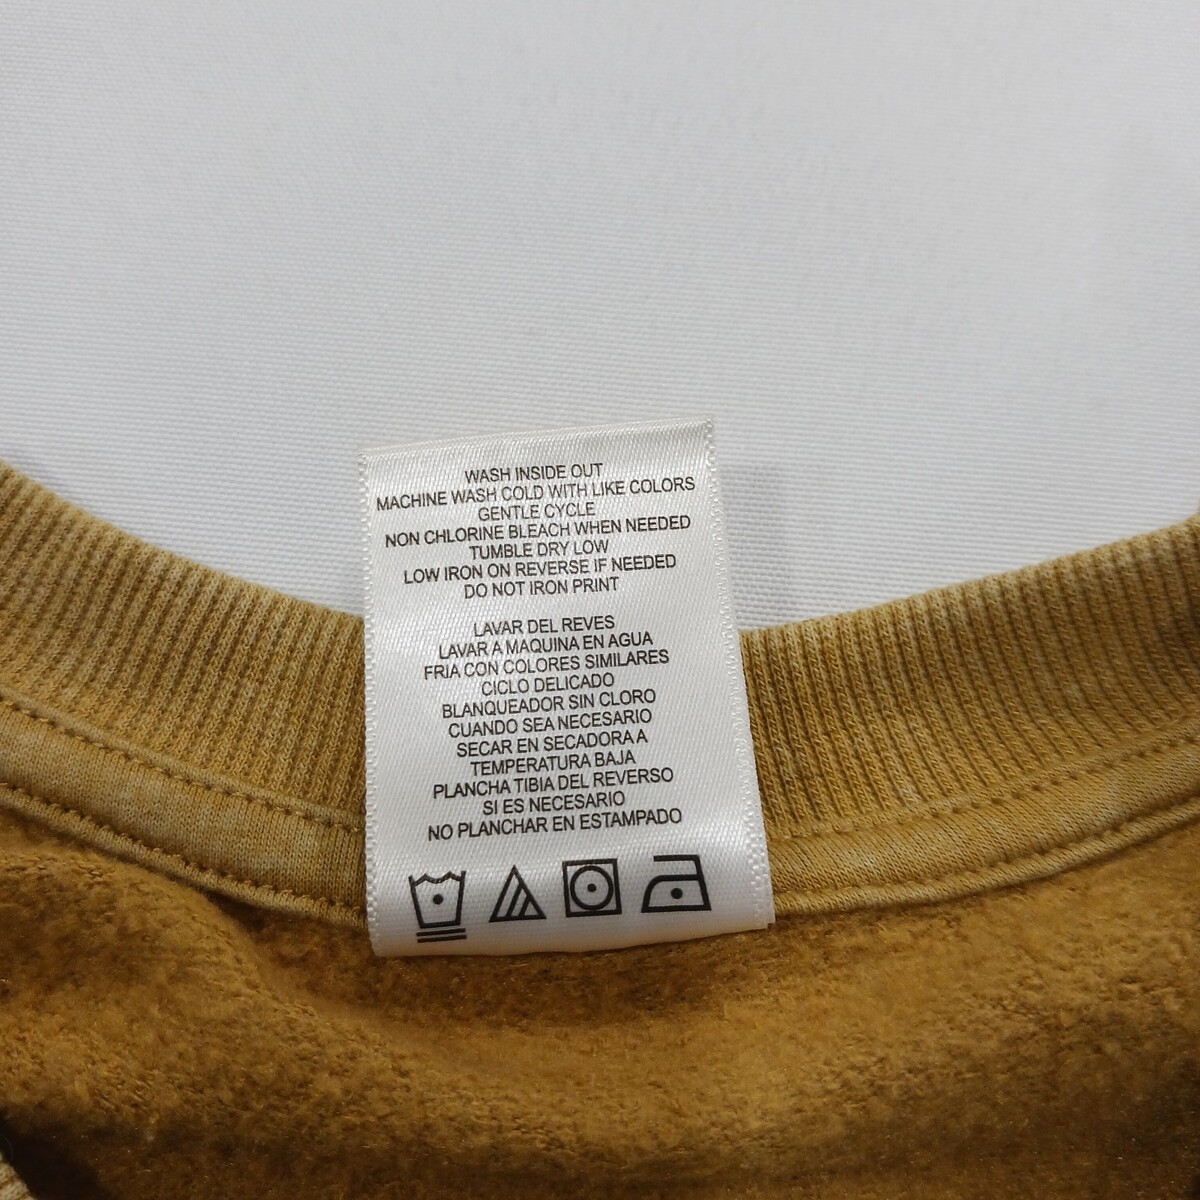 WASH INSIDE OUT
MACHINE WASH COLD WITH LIKE COLORS
GENTLE CYCLE
NON CHLORINE BLEACH WHEN NEEDED
TUMBLE DRY LOW
LOW IRON ON REVERSE IF NEEDED
DO NOT IRON PRINT
LAVAR DEL REVES
LAVAR A MAQUINA EN AGUA
FRIA CON COLORES SIMILARES
CICLO DELICADO
BLANQUEADOR SIN CLORO
CUANDO SEA NECESARIO
SECAR EN SECADORA A
TEMPERATURA BAJA
PLANCHA TIBIA DEL REVERSO
SI ES NECESARIO
NO PLANCHAR EN ESTAMPADO